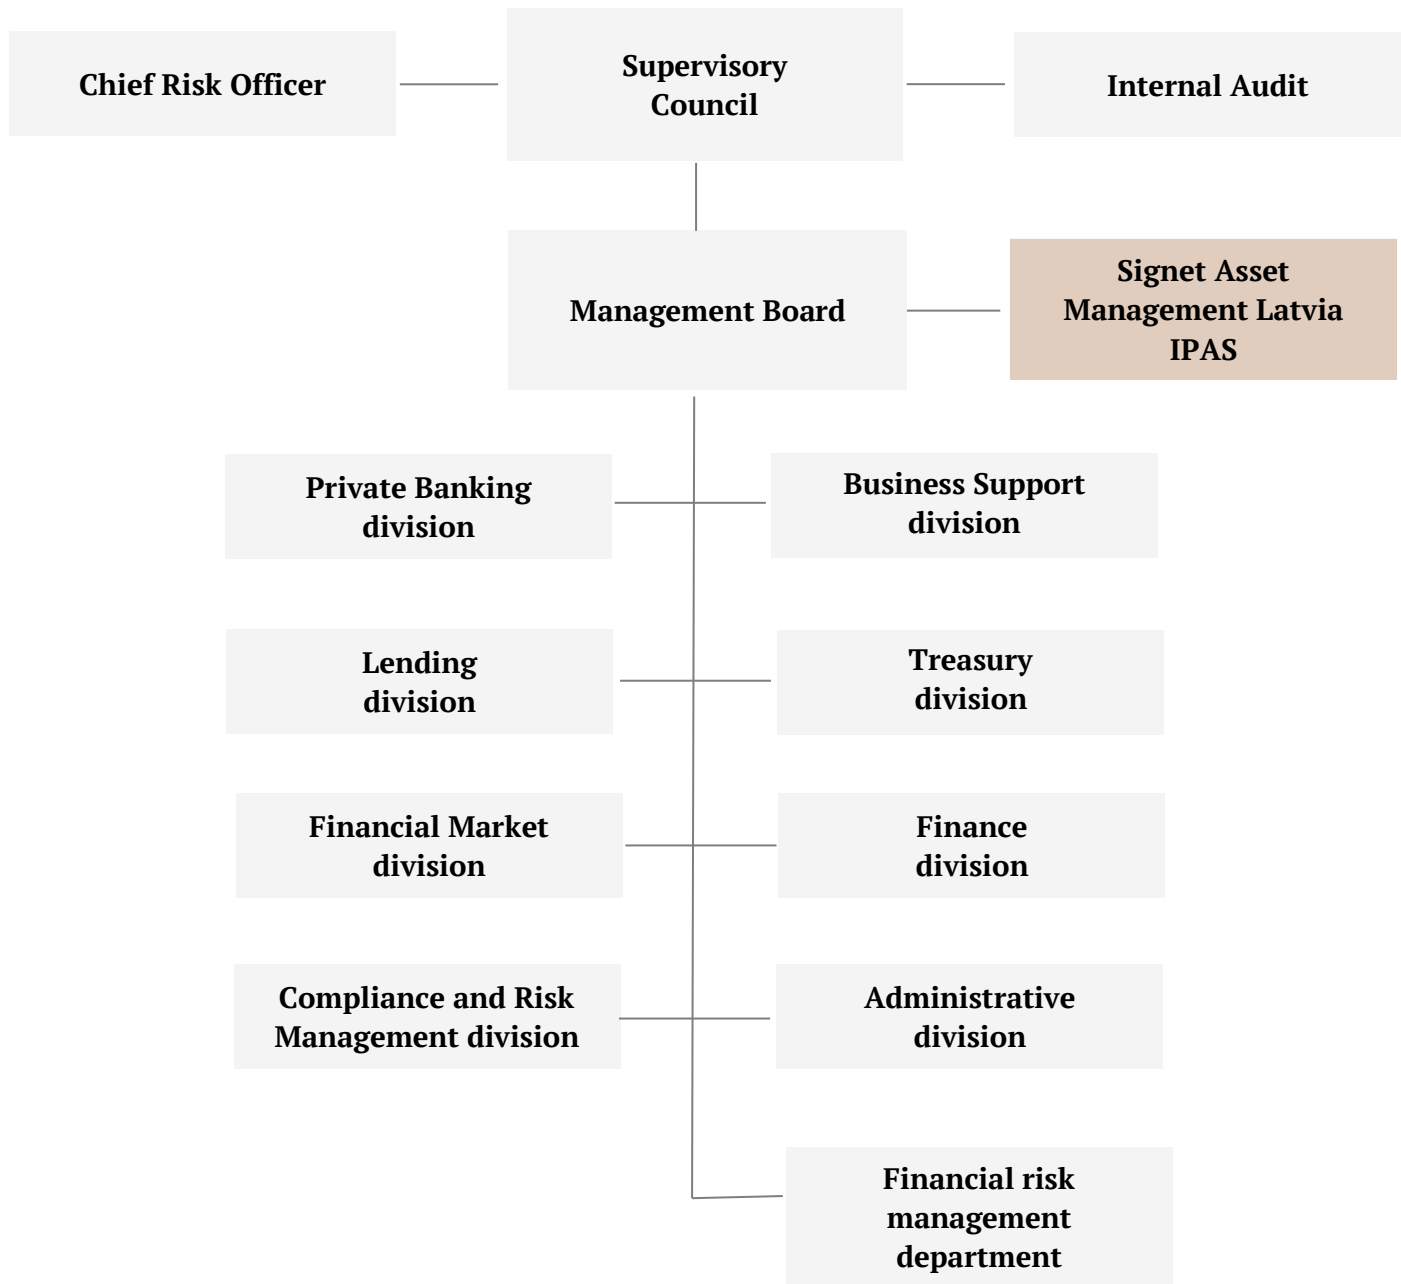 Chief Risk Officer
Supervisory
Council
Internal Audit
Management Board
Signet Asset
Management Latvia
IPAS
Private Banking
division
Business Support
division
Lending
division
Treasury
division
Financial Market
division
Finance
division
Compliance and Risk
Management division
Administrative
division
Financial risk
management
department